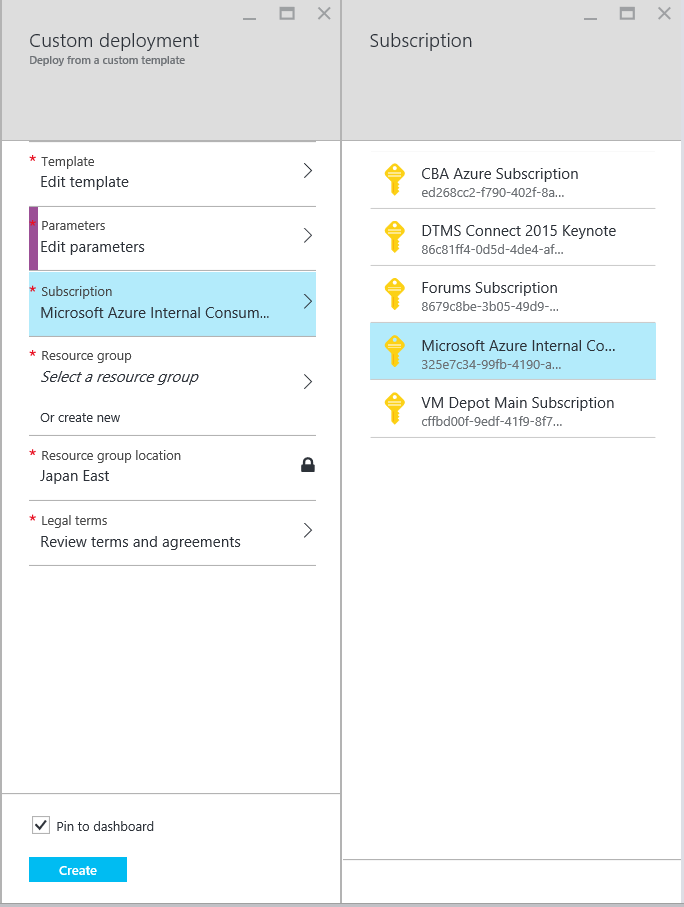 Custom deployment
Deploy from a custom template
* Template
Edit template
* Parameters
Edit parameters
* Subscription
Microsoft Azure Internal Consum...
* Resource group
Select a resource group
Or create new
* Resource group location
Japan East
* Legal terms
Review terms and agreements
Pin to dashboard
Create
Subscription
CBA Azure Subscription
ed268cc2-f790-402f-8a...
DTMS Connect 2015 Keynote
86c81ff4-0d5d-4de4-af...
Forums Subscription
8679c8be-3b05-49d9-...
Microsoft Azure Internal Co...
325e7c34-99fb-4190-a...
VM Depot Main Subscription
cffbd00f-9edf-41f9-8f7...